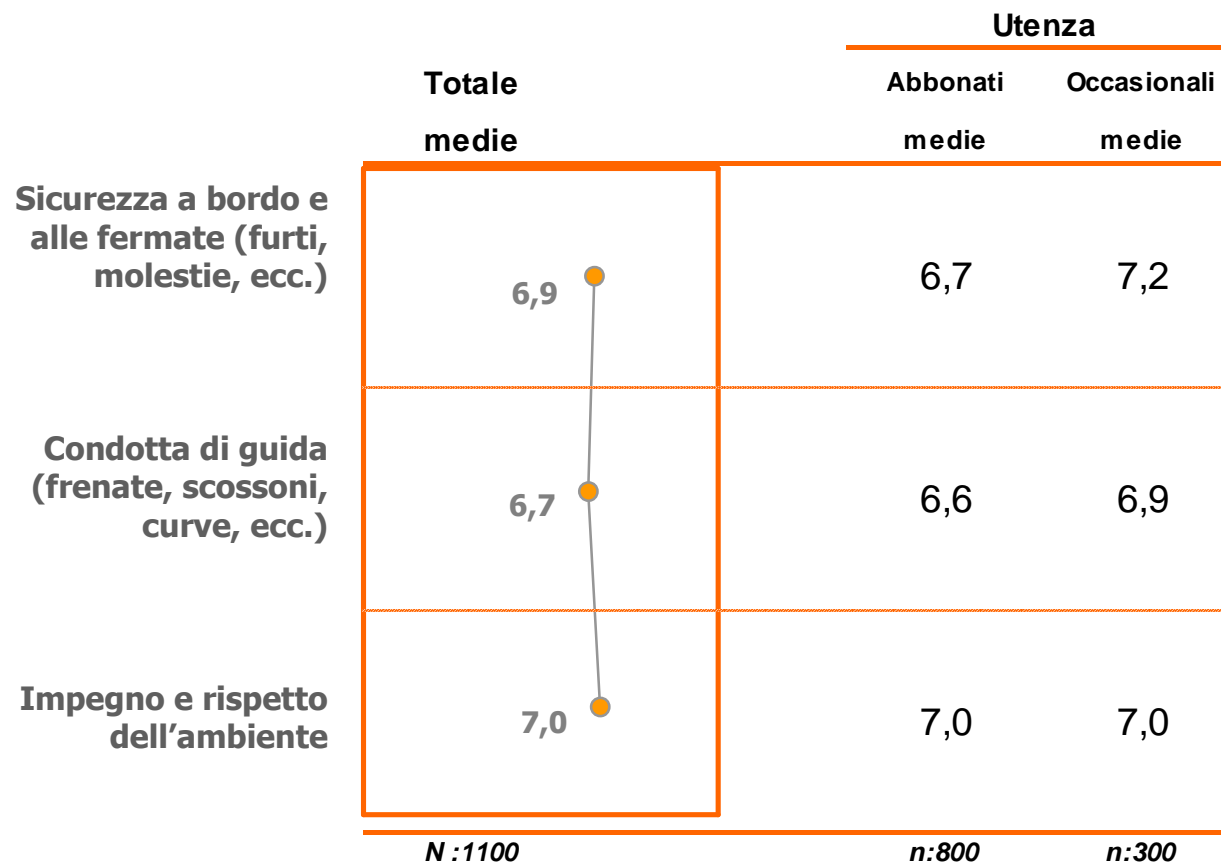 Utenza
Totale
medie
Abbonati
medie
Occasionali
medie
Sicurezza a bordo e
alle fermate (furti,
molestie, ecc.)
6,9
6,7
7,2
Condotta di guida
(frenate, scossoni,
curve, ecc.)
6,7
6,6
6,9
Impegno e rispetto
dell’ambiente
7,0
7,0
7,0
N :1100
n:800
n:300